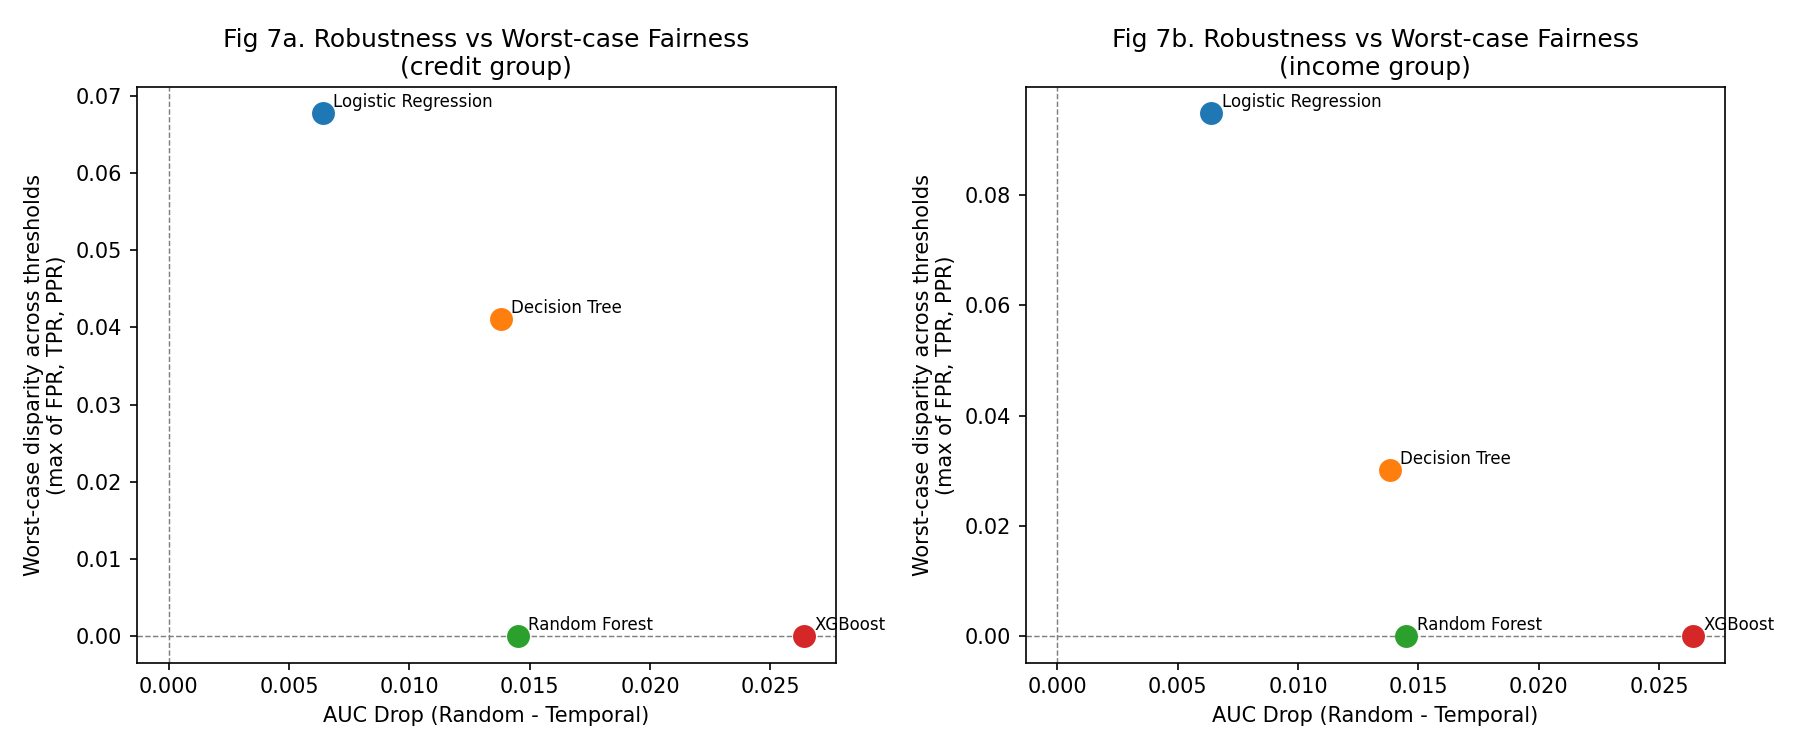 Fig 7a. Robustness vs Worst-case Fairness
(credit group)
Worst-case disparity across thresholds
(max of FPR, TPR, PPR)
0.07
0.06
0.05
0.04
0.03
0.02
0.01
0.00
Logistic Regression
Decision Tree
Random Forest
XGBoost
0.000 0.005 0.010 0.015 0.020 0.025
AUC Drop (Random - Temporal)
Fig 7b. Robustness vs Worst-case Fairness
(income group)
Worst-case disparity across thresholds
(max of FPR, TPR, PPR)
0.08
0.06
0.04
0.02
0.00
Logistic Regression
Decision Tree
Random Forest
XGBoost
0.000 0.005 0.010 0.015 0.020 0.025
AUC Drop (Random - Temporal)